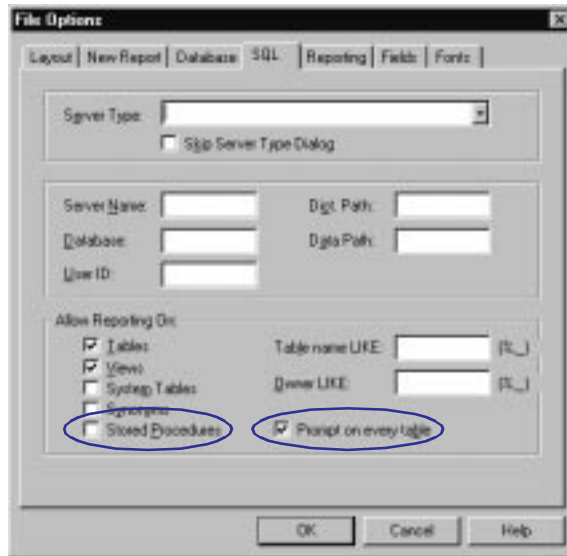 File Options
Layout New Report Database SQL Reporting Fields Fonts
Server Type:
Skip Server Type Dialog
Server Name:
Dict. Path:
Database:
Data Path:
User ID:
Allow Reporting On:
Tables
Table name LIKE:
(%_)
Views
Owner LIKE:
(%_)
System Tables
Synonyms
Stored Procedures
Prompt on every table
OK
Cancel
Help